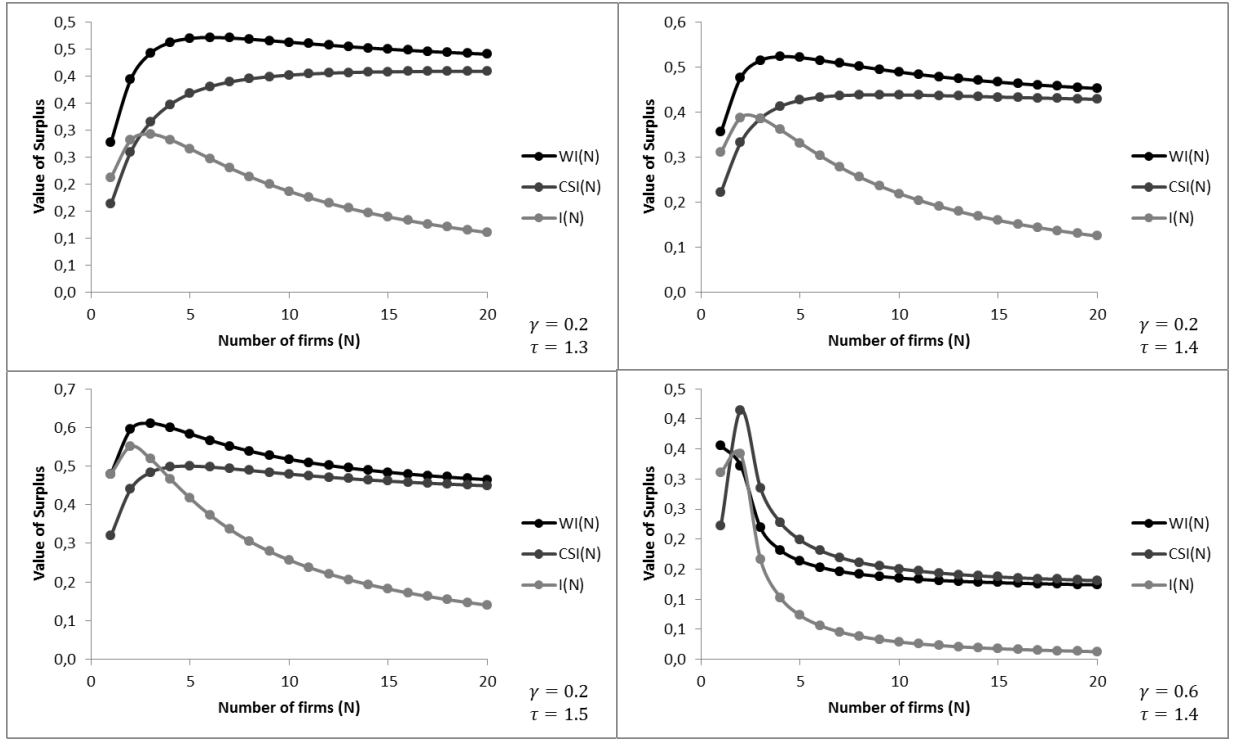 0,5
0,5
0,4
0,4
0,3
0,3
0,2
0,2
0,1
0,1
0,0
Value of Surplus
0 5 10 15 20
Number of firms (N)
WI(N)
CSI(N)
I(N)
γ = 0.2
τ = 1.3
0,6
0,5
0,4
0,3
0,2
0,1
0,0
Value of Surplus
0 5 10 15 20
Number of firms (N)
WI(N)
CSI(N)
I(N)
γ = 0.2
τ = 1.4
0,7
0,6
0,5
0,4
0,3
0,2
0,1
0,0
Value of Surplus
0 5 10 15 20
Number of firms (N)
WI(N)
CSI(N)
I(N)
γ = 0.2
τ = 1.5
0,5
0,4
0,4
0,3
0,3
0,2
0,2
0,1
0,1
0,0
Value of Surplus
0 5 10 15 20
Number of firms (N)
WI(N)
CSI(N)
I(N)
γ = 0.6
τ = 1.4